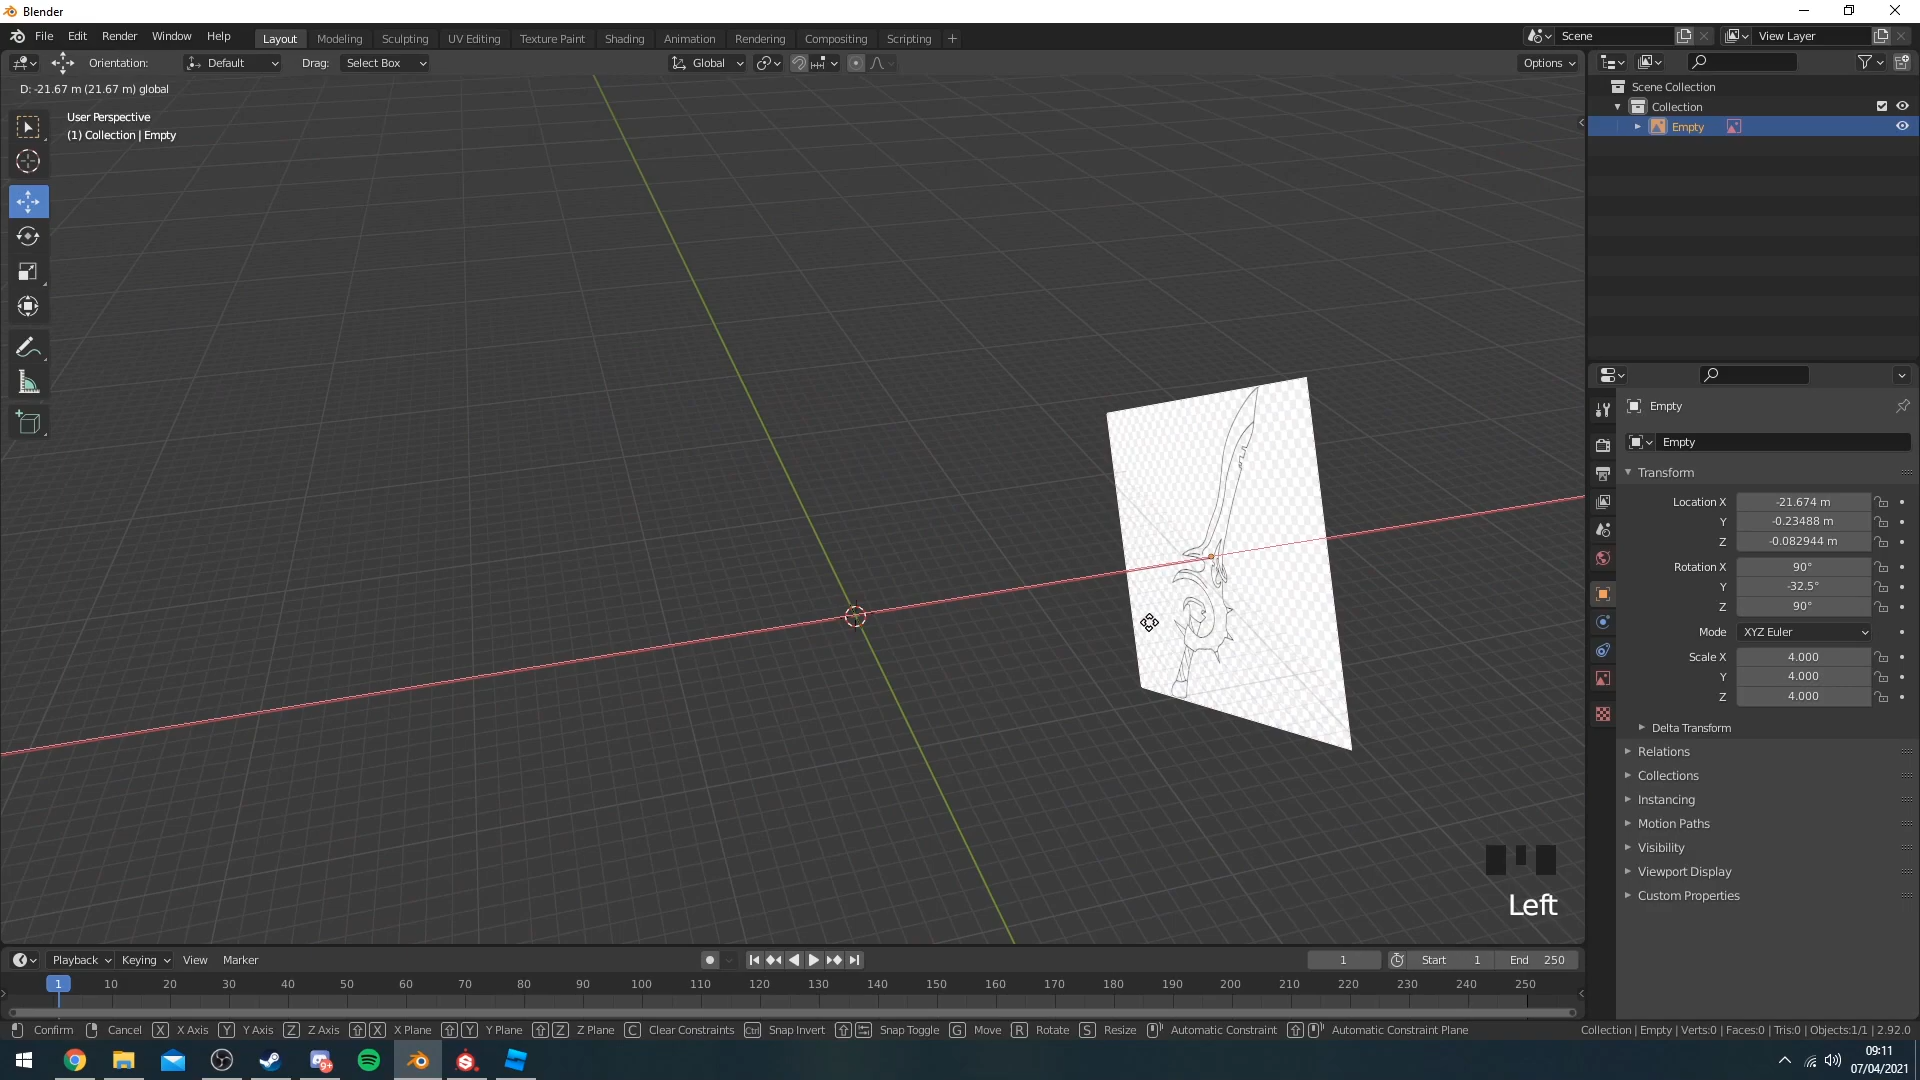 Blender
File Edit Render Window Help
Layout Modeling Sculpting UV Editing Texture Paint Shading Animation Rendering Compositing Scripting +
Scene
View Layer
Orientation: Default Drag: Select Box
Global
Options
D: -21.67 m (21.67 m) global
User Perspective
(1) Collection | Empty
Scene Collection
Collection
Empty
Empty
Empty
Transform
Location X -21.674 m
Y -0.23488 m
Z -0.082944 m
Rotation X 90°
Y -32.5°
Z 90°
Mode XYZ Euler
Scale X 4.000
Y 4.000
Z 4.000
Delta Transform
Relations
Collections
Instancing
Motion Paths
Visibility
Viewport Display
Custom Properties
Left
Playback Keying View Marker
1
Start 1 End 250
1 10 20 30 40 50 60 70 80 90 100 110 120 130 140 150 160 170 180 190 200 210 220 230 240 250
Confirm Cancel X X Axis Y Y Axis Z Z Axis X X Plane Y Y Plane Z Z Plane C Clear Constraints Ctrl Snap Invert Snap Toggle G Move R Rotate S Resize Automatic Constraint Automatic Constraint Plane
Collection | Empty | Verts:0 | Faces:0 | Tris:0 | Objects:1/1 | 2.92.0
9+
09:11
07/04/2021